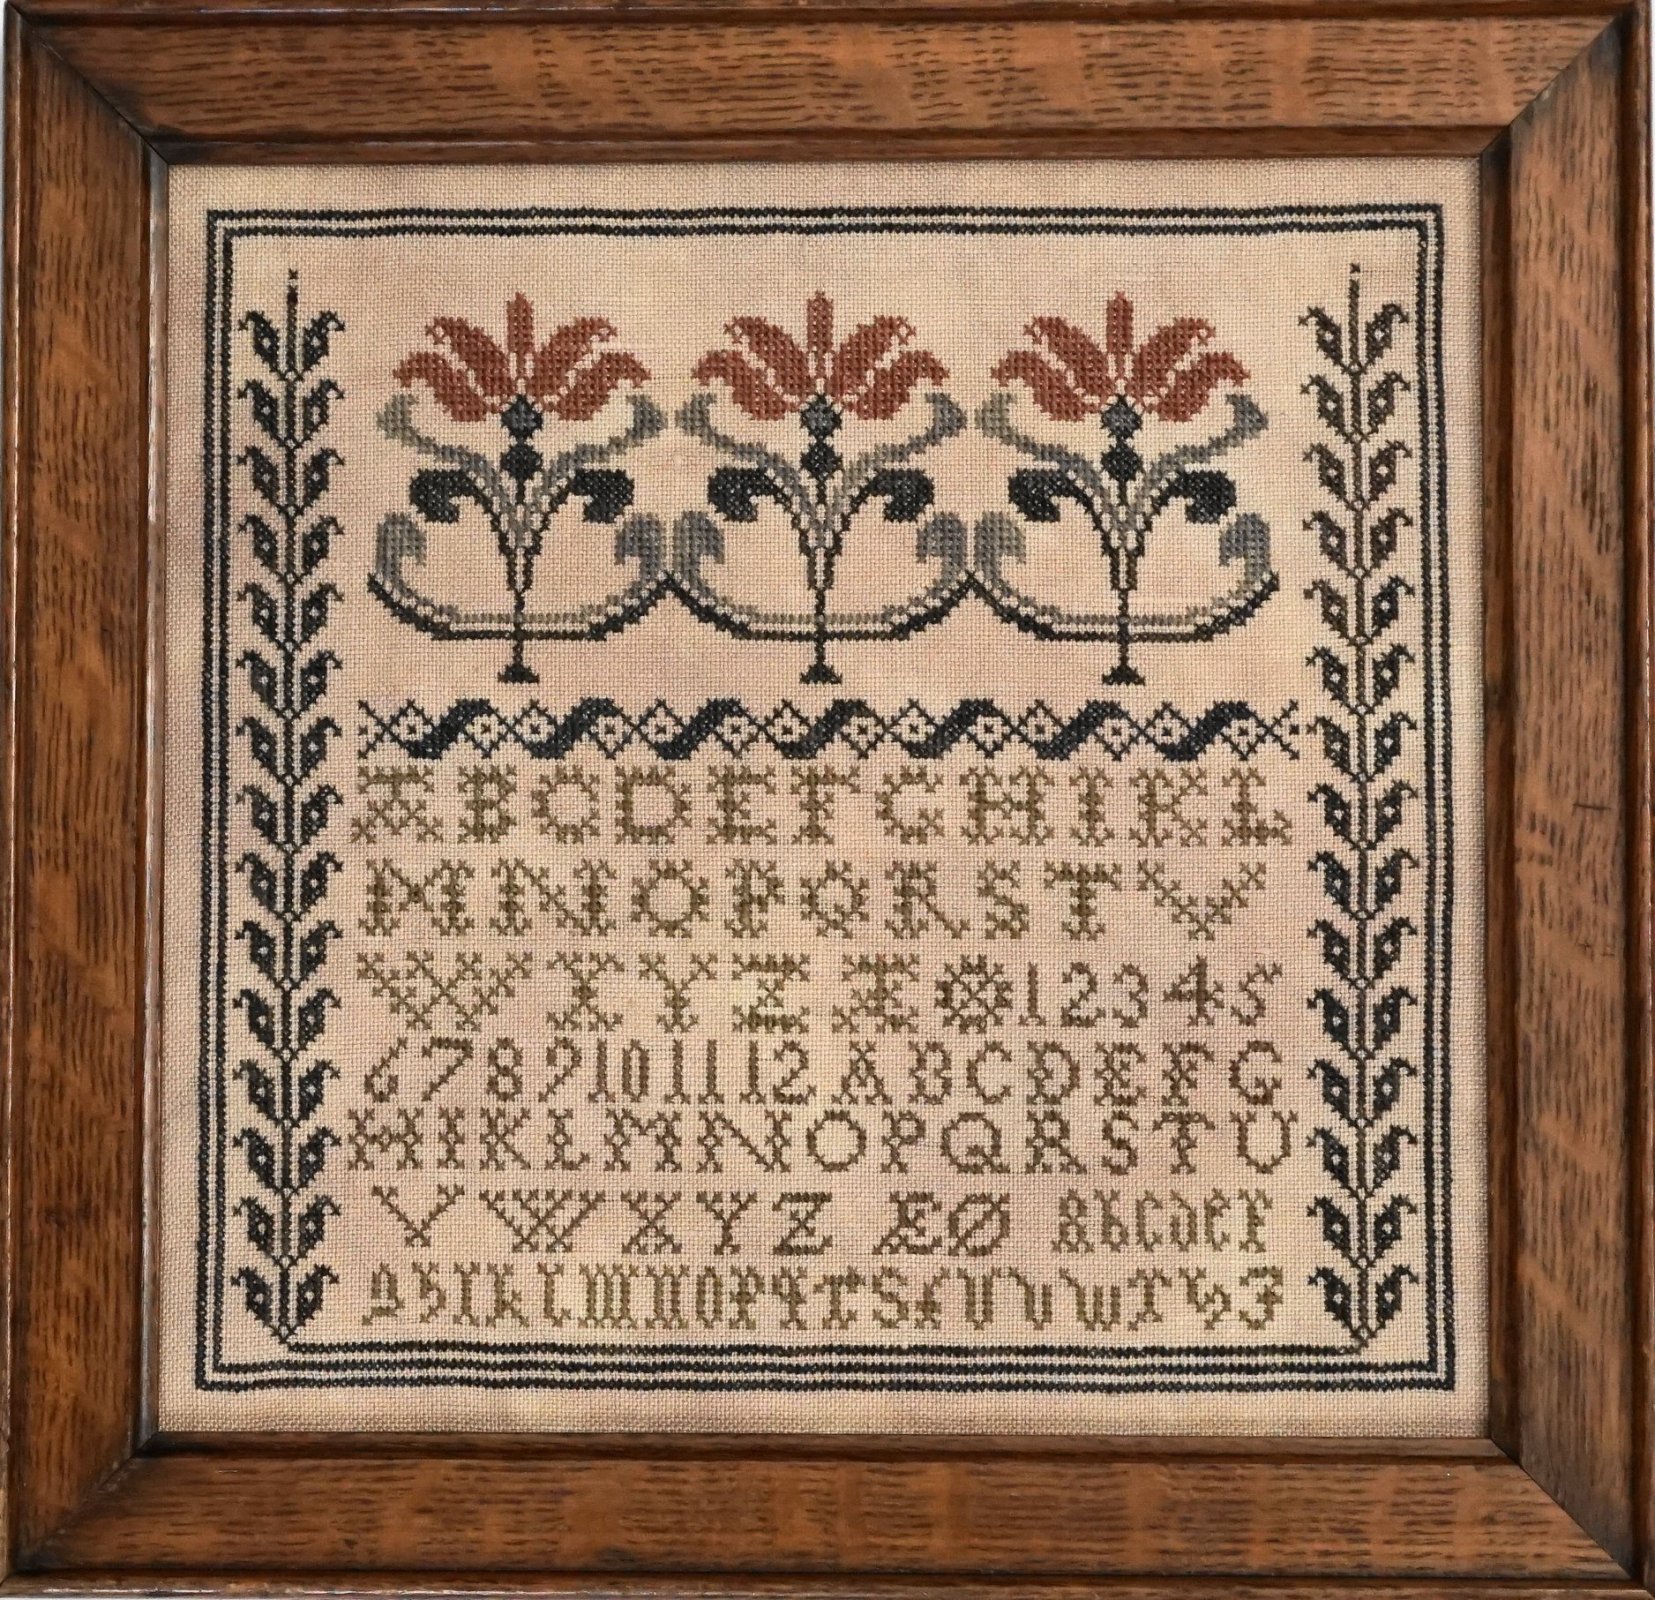 A B C D E F G H I K L
M N O P Q R S T V
W X Y Z Æ Ø 1 2 3 4 5
6 7 8 9 10 11 12 A B C D E F G
H I K L M N O P Q R S T U
V W X Y Z Æ Ø a b c d e f
g h i k l m n o p q r s t u v w x y z